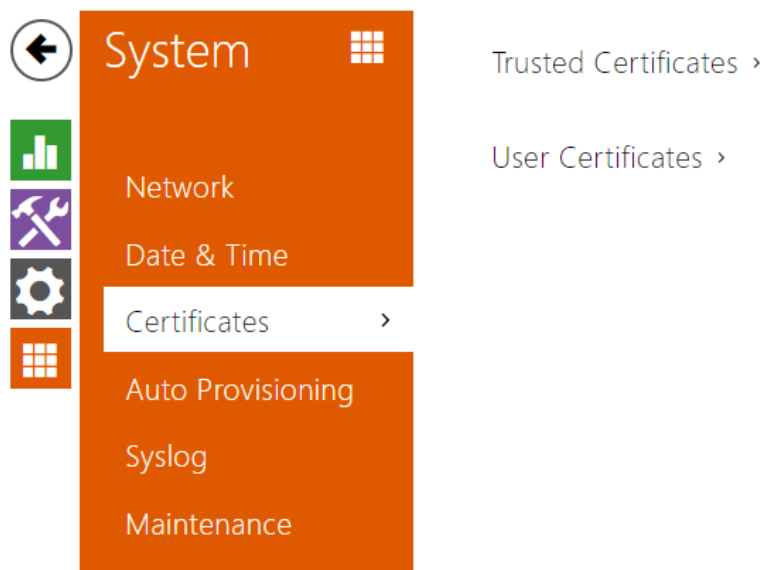 System
Network
Date & Time
Certificates
Auto Provisioning
Syslog
Maintenance
Trusted Certificates
User Certificates